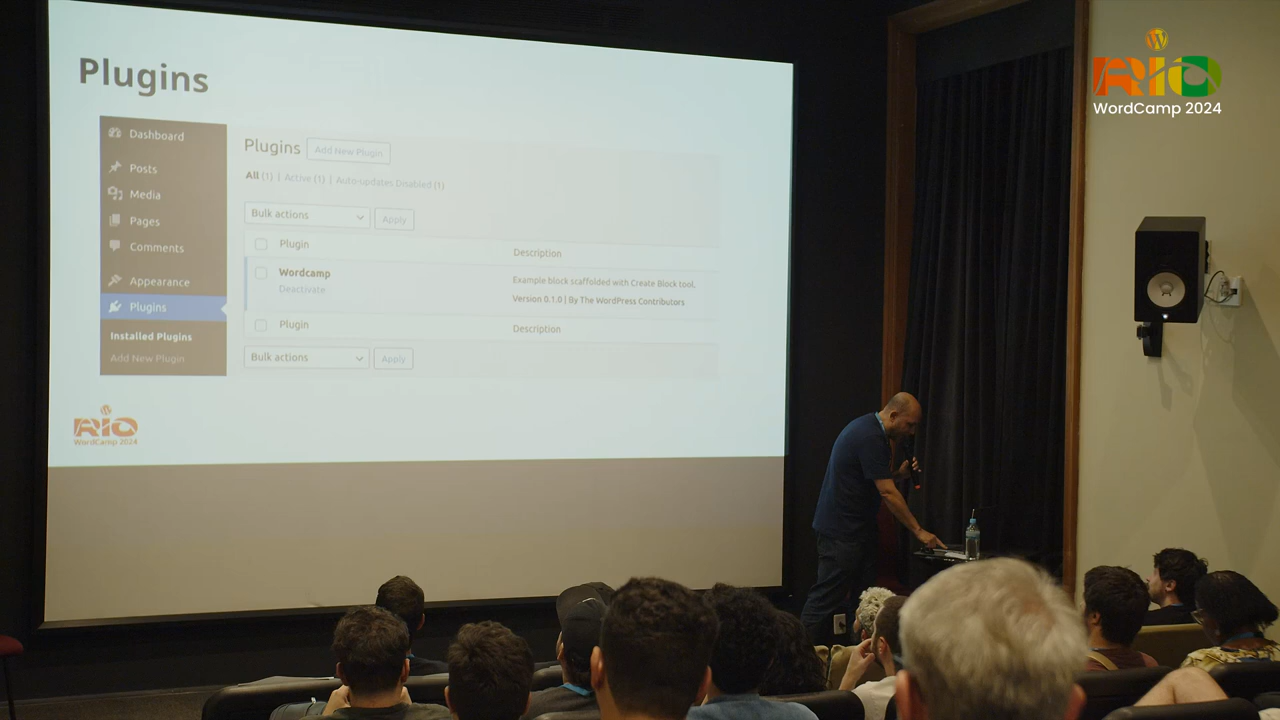 Plugins
Dashboard
Posts
Media
Pages
Comments
Appearance
Plugins
Installed Plugins
Add New Plugin
Plugins Add New Plugin
All (1) | Active (1) | Auto-updates Disabled (1)
Bulk actions Apply
Plugin Description
Wordcamp Example block scaffolded with Create Block tool.
Deactivate Version 0.1.0 | By The WordPress Contributors
Plugin Description
Bulk actions Apply
RIO
WordCamp 2024
RIO
WordCamp 2024